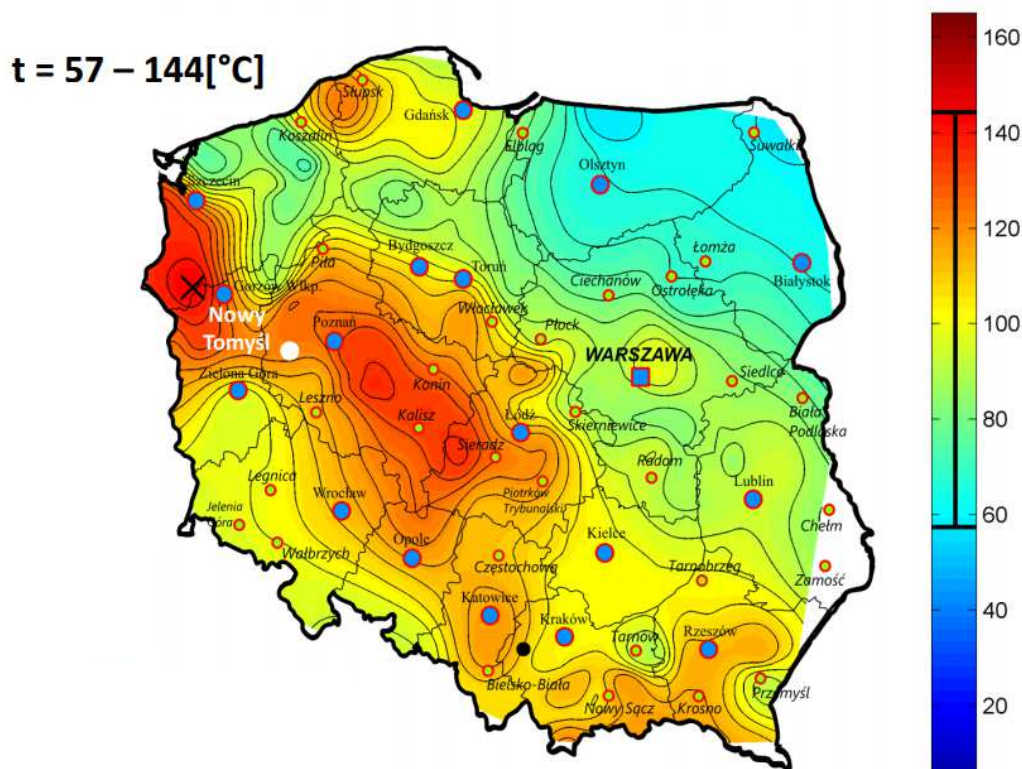 t = 57 – 144[°C]
Słupsk
Gdańsk
Koszalin
Elbląg
Suwałki
Olsztyn
Szczecin
Bydgoszcz
Piła
Toruń
Łomża
Ciechanów
Ostrołęka
Białystok
Gorzów Wlkp.
Nowy
Tomyśl
Poznań
Włocławek
Płock
WARSZAWA
Siedlce
Zielona Góra
Konin
Leszno
Kalisz
Łódź
Skierniewice
Biała
Podlaska
Sieradz
Radom
Legnica
Wrocław
Piotrków
Trybunalski
Lublin
Jelenia
Góra
Chełm
Wałbrzych
Opole
Kielce
Częstochowa
Tarnobrzeg
Zamość
Katowice
Kraków
Tarnów
Rzeszów
Bielsko-Biała
Przemyśl
Nowy Sącz
Krosno
160
140
120
100
80
60
40
20